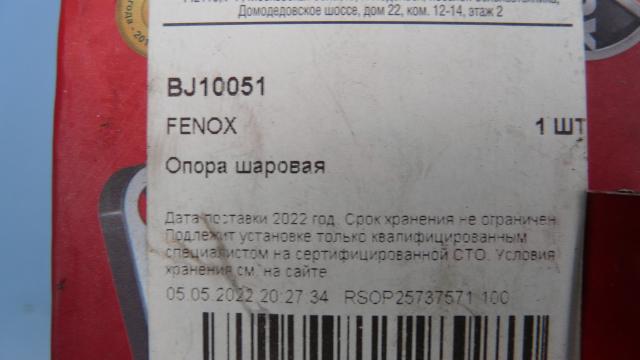 Домодедовское шоссе, дом 22, ком. 12-14, этаж 2
BJ10051
FENOX 1 ШТ
Опора шаровая
Дата поставки 2022 год. Срок хранения не ограничен.
Подлежит установке только квалифицированным
специалистом на сертифицированной СТО. Условия
хранения см. на сайте
05.05.2022 20:27:34 RSOP25737571 100